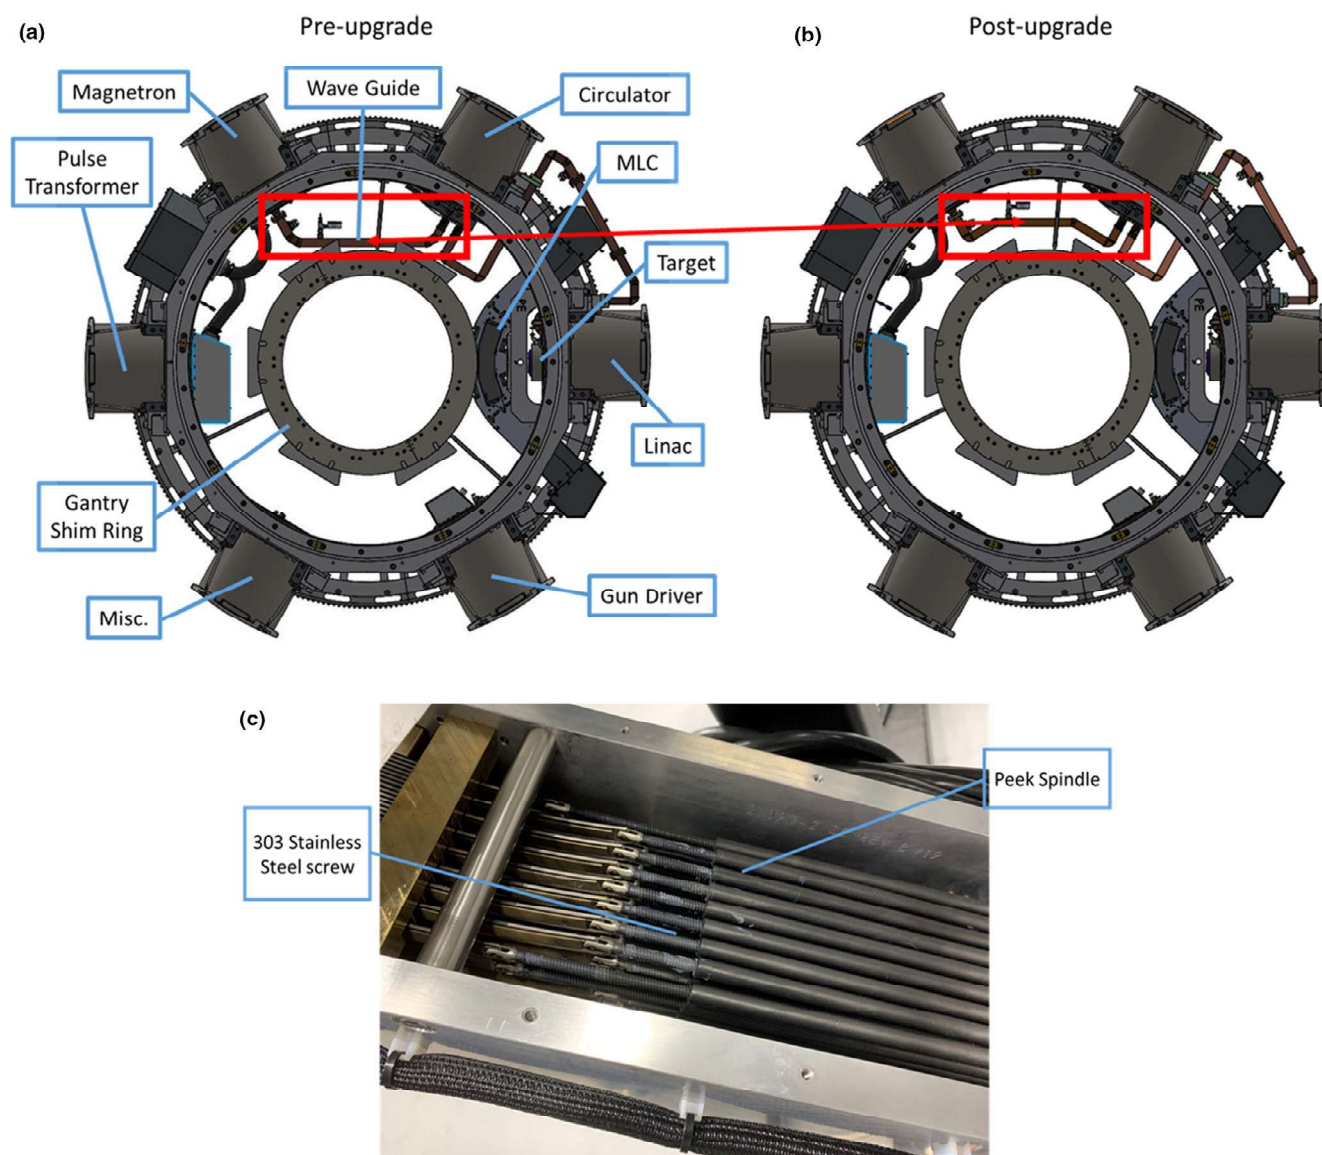 (a)
Pre-upgrade
(b)
Post-upgrade
Magnetron
Wave Guide
Circulator
Pulse
Transformer
MLC
Target
Linac
Gantry
Shim Ring
Misc.
Gun Driver
(c)
Peek Spindle
303 Stainless
Steel screw